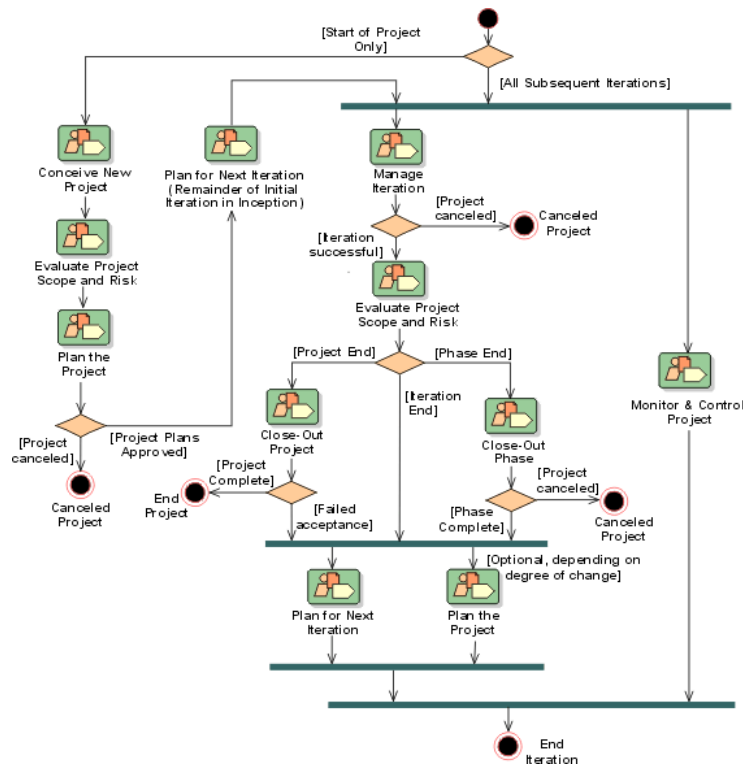 [Start of Project
Only]
[All Subsequent Iterations]
Conceive New
Project
Plan for Next Iteration
(Remainder of Initial
Iteration in Inception)
Manage
Iteration
[Project
canceled]
Canceled
Project
[Iteration
successful]
Evaluate Project
Scope and Risk
Evaluate Project
Scope and Risk
Plan the
Project
[Project End]
[Phase End]
[Iteration
End]
Monitor & Control
Project
[Project
canceled]
[Project Plans
Approved]
Close-Out
Project
Close-Out
Phase
Canceled
Project
End
Project
[Project
Complete]
[Failed
acceptance]
[Phase
Complete]
[Project
canceled]
Canceled
Project
[Optional, depending on
degree of change]
Plan for Next
Iteration
Plan the
Project
End
Iteration